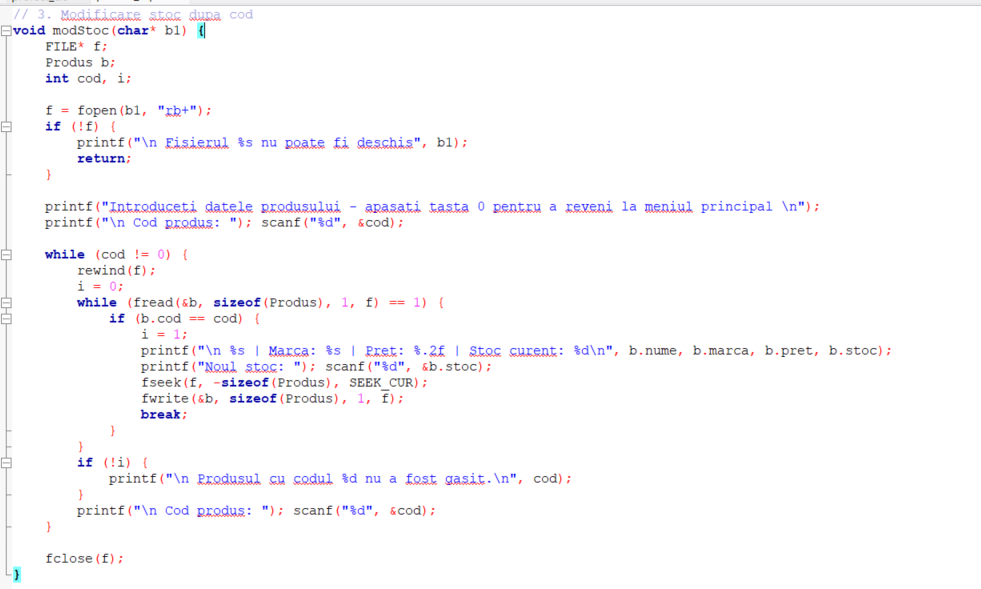 // 3. Modificare stoc dupa cod
void modStoc(char* b1) {
    FILE* f;
    Produs b;
    int cod, i;

    f = fopen(b1, "rb+");
    if (!f) {
        printf("\n Fisierul %s nu poate fi deschis", b1);
        return;
    }

    printf("Introduceti datele produsului - apasati tasta 0 pentru a reveni la meniul principal \n");
    printf("\n Cod produs: "); scanf("%d", &cod);

    while (cod != 0) {
        rewind(f);
        i = 0;
        while (fread(&b, sizeof(Produs), 1, f) == 1) {
            if (b.cod == cod) {
                i = 1;
                printf("\n %s | Marca: %s | Pret: %.2f | Stoc curent: %d\n", b.nume, b.marca, b.pret, b.stoc);
                printf("Noul stoc: "); scanf("%d", &b.stoc);
                fseek(f, -sizeof(Produs), SEEK_CUR);
                fwrite(&b, sizeof(Produs), 1, f);
                break;
            }
        }
        if (!i) {
            printf("\n Produsul cu codul %d nu a fost gasit.\n", cod);
        }
        printf("\n Cod produs: "); scanf("%d", &cod);
    }

    fclose(f);
}